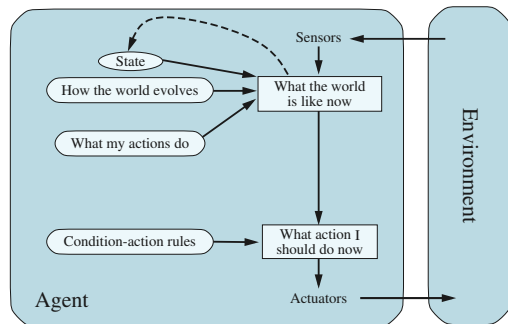 Sensors
State
How the world evolves
What the world
is like now
What my actions do
Environment
Condition-action rules
What action I
should do now
Agent
Actuators